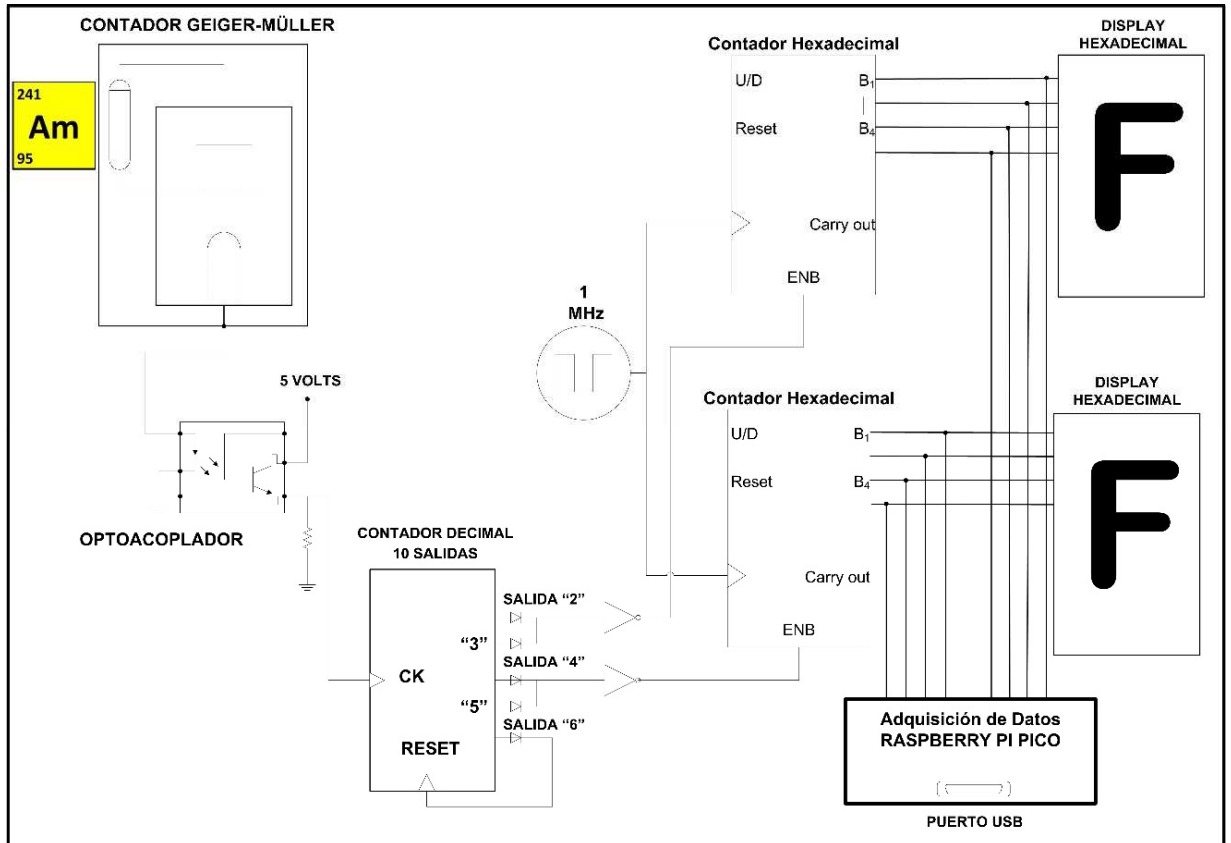 CONTADOR GEIGER-MÜLLER
241
Am
95
5 VOLTS
OPTOACOPLADOR
CONTADOR DECIMAL
10 SALIDAS
CK
RESET
SALIDA “2”
“3”
SALIDA “4”
“5”
SALIDA “6”
1
MHz
Contador Hexadecimal
U/D
B₁
Reset
B₄
Carry out
ENB
DISPLAY
HEXADECIMAL
F
Contador Hexadecimal
U/D
B₁
Reset
B₄
Carry out
ENB
DISPLAY
HEXADECIMAL
F
Adquisición de Datos
RASPBERRY PI PICO
PUERTO USB